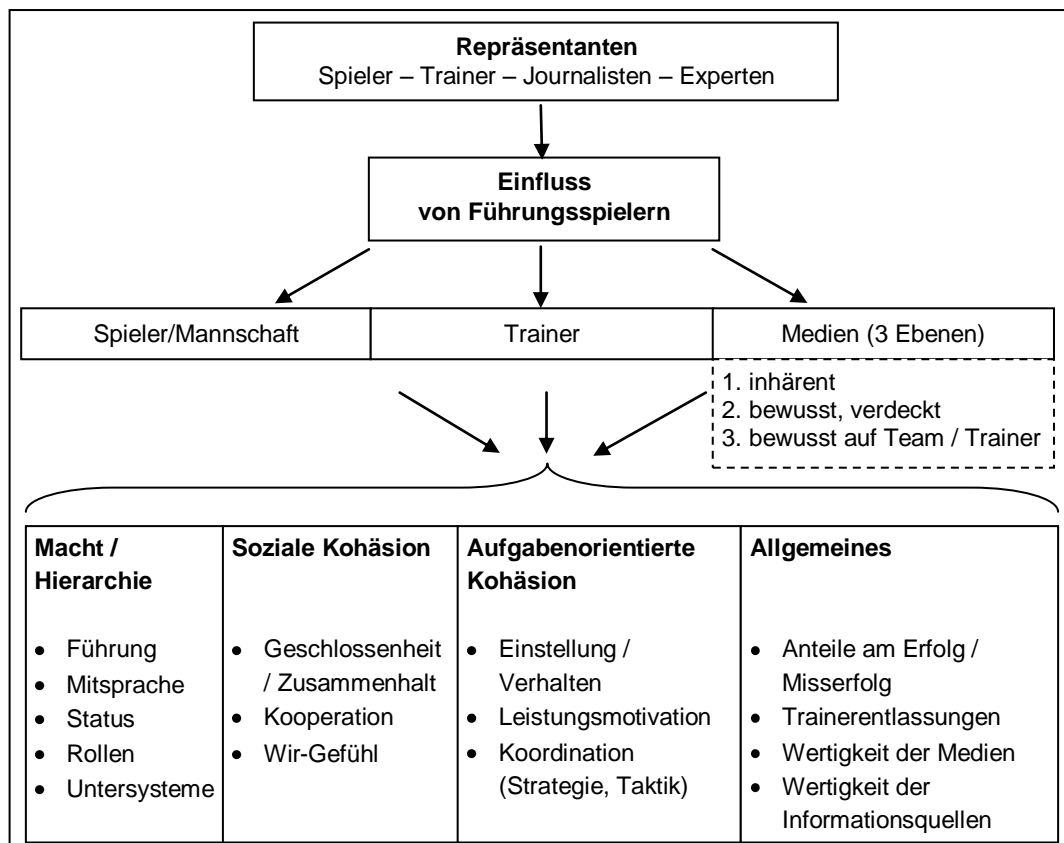 Repräsentanten
Spieler – Trainer – Journalisten – Experten
Einfluss
von Führungsspielern
Spieler/Mannschaft
Trainer
Medien (3 Ebenen)
1. inhärent
2. bewusst, verdeckt
3. bewusst auf Team / Trainer
Macht /
Hierarchie
• Führung
• Mitsprache
• Status
• Rollen
• Untersysteme
Soziale Kohäsion
• Geschlossenheit
/ Zusammenhalt
• Kooperation
• Wir-Gefühl
Aufgabenorientierte
Kohäsion
• Einstellung /
Verhalten
• Leistungsmotivation
• Koordination
(Strategie, Taktik)
Allgemeines
• Anteile am Erfolg /
Misserfolg
• Trainerentlassungen
• Wertigkeit der Medien
• Wertigkeit der
Informationsquellen